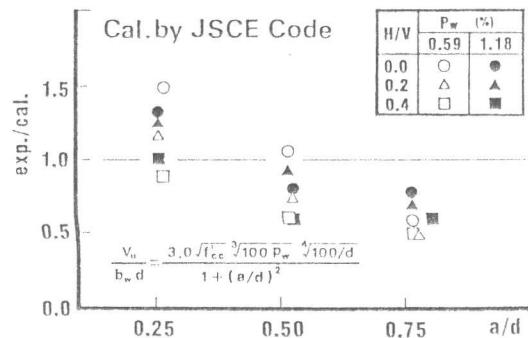 Cal.by JSCE Code
H/V Pw (%)
0.59 1.18
0.0
0.2
0.4
exp./cal.
1.5
1.0
0.5
0.0
Vu / bw d = 3.0 √f'cc ∛100 Pw ∜100/d / 1 + (a/d)²
0.25 0.50 0.75 a/d